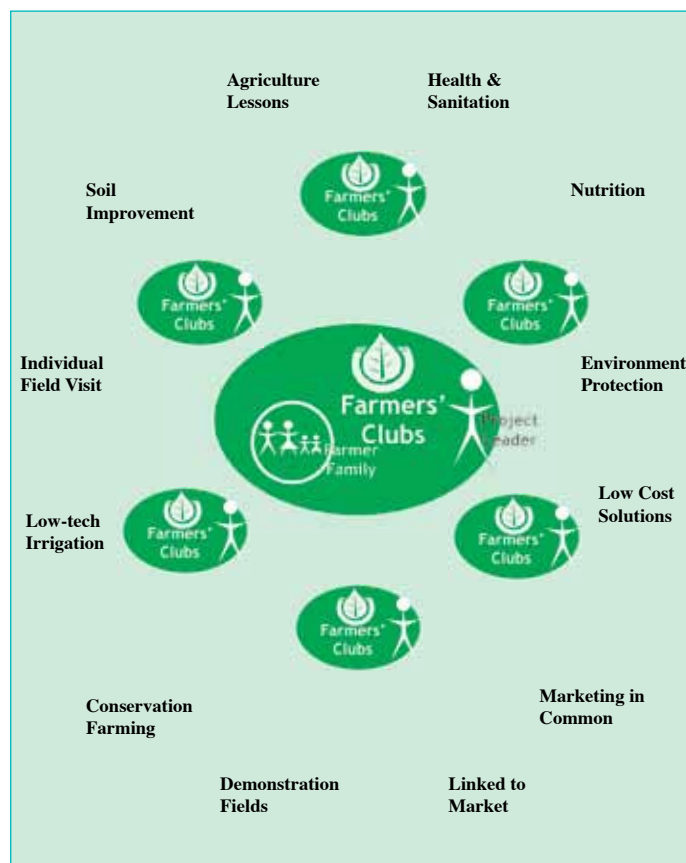 Agriculture
Lessons
Health &
Sanitation
Soil
Improvement
Nutrition
Farmers'
Clubs
Farmers'
Clubs
Farmers'
Clubs
Individual
Field Visit
Environment
Protection
Farmers'
Clubs
Project
Leader
Farmer
Family
Low-tech
Irrigation
Low Cost
Solutions
Farmers'
Clubs
Farmers'
Clubs
Farmers'
Clubs
Conservation
Farming
Marketing in
Common
Demonstration
Fields
Linked to
Market